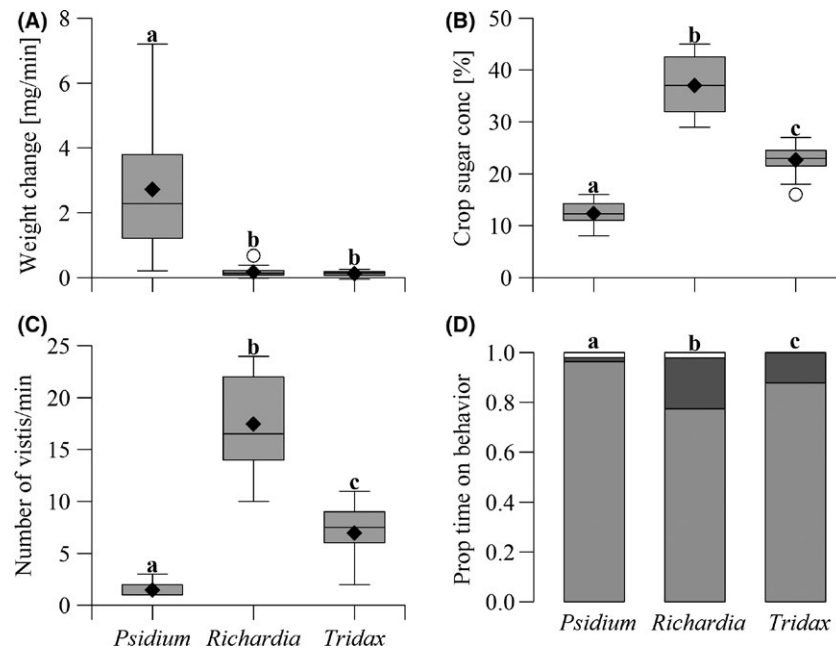 (A)
8
6
4
2
0
Weight change [mg/min]
a
b
b
(B)
50
40
30
20
10
0
Crop sugar conc [%]
a
b
c
(C)
25
20
15
10
5
0
Number of vistis/min
a
b
c
Psidium Richardia Tridax
(D)
1.0
0.8
0.6
0.4
0.2
0.0
Prop time on behavior
a b c
Psidium Richardia Tridax